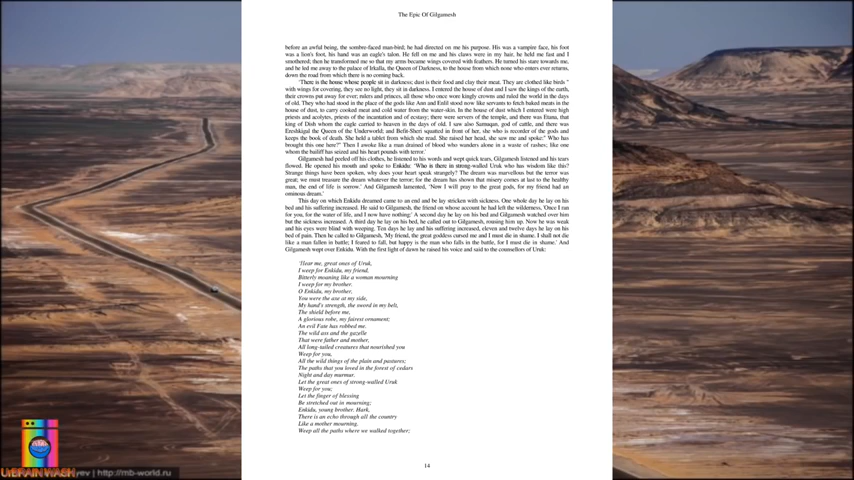 The Epic Of Gilgamesh
before an awful being, the sombre-faced man-bird; he had directed on me his purpose. His was a vampire face, his foot
was a lion's foot, his hand was an eagle's talon. He fell on me and his claws were in my hair, he held me fast and I
smothered; then he transformed me so that my arms became wings covered with feathers. He turned his stare towards me,
and he led me away to the palace of Irkalla, the Queen of Darkness, to the house from which none who enters ever returns,
down the road from which there is no coming back.
'There is the house whose people sit in darkness; dust is their food and clay their meat. They are clothed like birds "
with wings for covering, they see no light, they sit in darkness. I entered the house of dust and I saw the kings of the earth,
their crowns put away for ever; rulers and princes, all those who once wore kingly crowns and ruled the world in the days
of old. They who had stood in the place of the gods like Ann and Enlil stood now like servants to fetch baked meats in the
house of dust, to carry cooked meat and cold water from the water-skin. In the house of dust which I entered were high
priests and acolytes, priests of the incantation and of ecstasy; there were servers of the temple, and there was Etana, that
king of Dish whom the eagle carried to heaven in the days of old. I saw also Samuqan, god of cattle, and there was
Ereshkigal the Queen of the Underworld; and Befit-Sheri squatted in front of her, she who is recorder of the gods and
keeps the book of death. She held a tablet from which she read. She raised her head, she saw me and spoke:" Who has
brought this one here?" Then I awoke like a man drained of blood who wanders alone in a waste of rushes; like one
whom the bailiff has seized and his heart pounds with terror.'
Gilgamesh had peeled off his clothes, he listened to his words and wept quick tears, Gilgamesh listened and his tears
flowed. He opened his mouth and spoke to Enkidu: 'Who is there in strong-walled Uruk who has wisdom like this?
Strange things have been spoken, why does your heart speak strangely? The dream was marvellous but the terror was
great; we must treasure the dream whatever the terror; for the dream has shown that misery comes at last to the healthy
man, the end of life is sorrow.' And Gilgamesh lamented, 'Now I will pray to the great gods, for my friend had an
ominous dream.'
This day on which Enkidu dreamed came to an end and be lay stricken with sickness. One whole day he lay on
his bed and his suffering increased. He said to Gilgamesh, the friend on whose account he had left the wilderness, 'Once I ran
for you, for the water of life, and I now have nothing.' A second day he lay on his bed and Gilgamesh watched over him
but the sickness increased. A third day he lay on his bed, he called out to Gilgamesh, rousing him up. Now he was weak
and his eyes were blind with weeping. Ten days he lay and his suffering increased, eleven and twelve days he lay on his
bed of pain. Then he called to Gilgamesh, 'My friend, the great goddess cursed me and I must die in shame. I shall not die
like a man fallen in battle; I feared to fall, but happy is the man who falls in the battle, for I must die in shame.' And
Gilgamesh wept over Enkidu. With the first light of dawn he raised his voice and said to the counsellors of Uruk:
'Hear me, great ones of Uruk,
I weep for Enkidu, my friend,
Bitterly moaning like a woman mourning
I weep for my brother.
O Enkidu, my brother,
You were the axe at my side,
My hand's strength, the sword in my belt,
The shield before me,
A glorious robe, my fairest ornament;
An evil Fate has robbed me.
The wild ass and the gazelle
That were father and mother,
All long-tailed creatures that nourished you
Weep for you,
All the wild things of the plain and pastures;
The paths that you loved in the forest of cedars
Night and day murmur.
Let the great ones of strong-walled Uruk
Weep for you;
Let the finger of blessing
Be stretched out in mourning;
Enkidu, young brother. Hark,
There is an echo through all the country
Like a mother mourning.
Weep all the paths where we walked together;
14
http://mb-world.ru